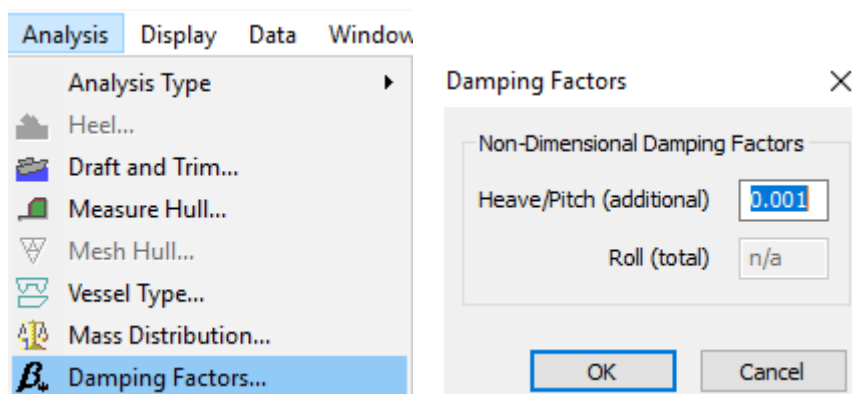 Analysis Display Data Window
Analysis Type
Heel...
Draft and Trim...
Measure Hull...
Mesh Hull...
Vessel Type...
Mass Distribution...
β Damping Factors...
Damping Factors
Non-Dimensional Damping Factors
Heave/Pitch (additional) 0.001
Roll (total) n/a
OK Cancel